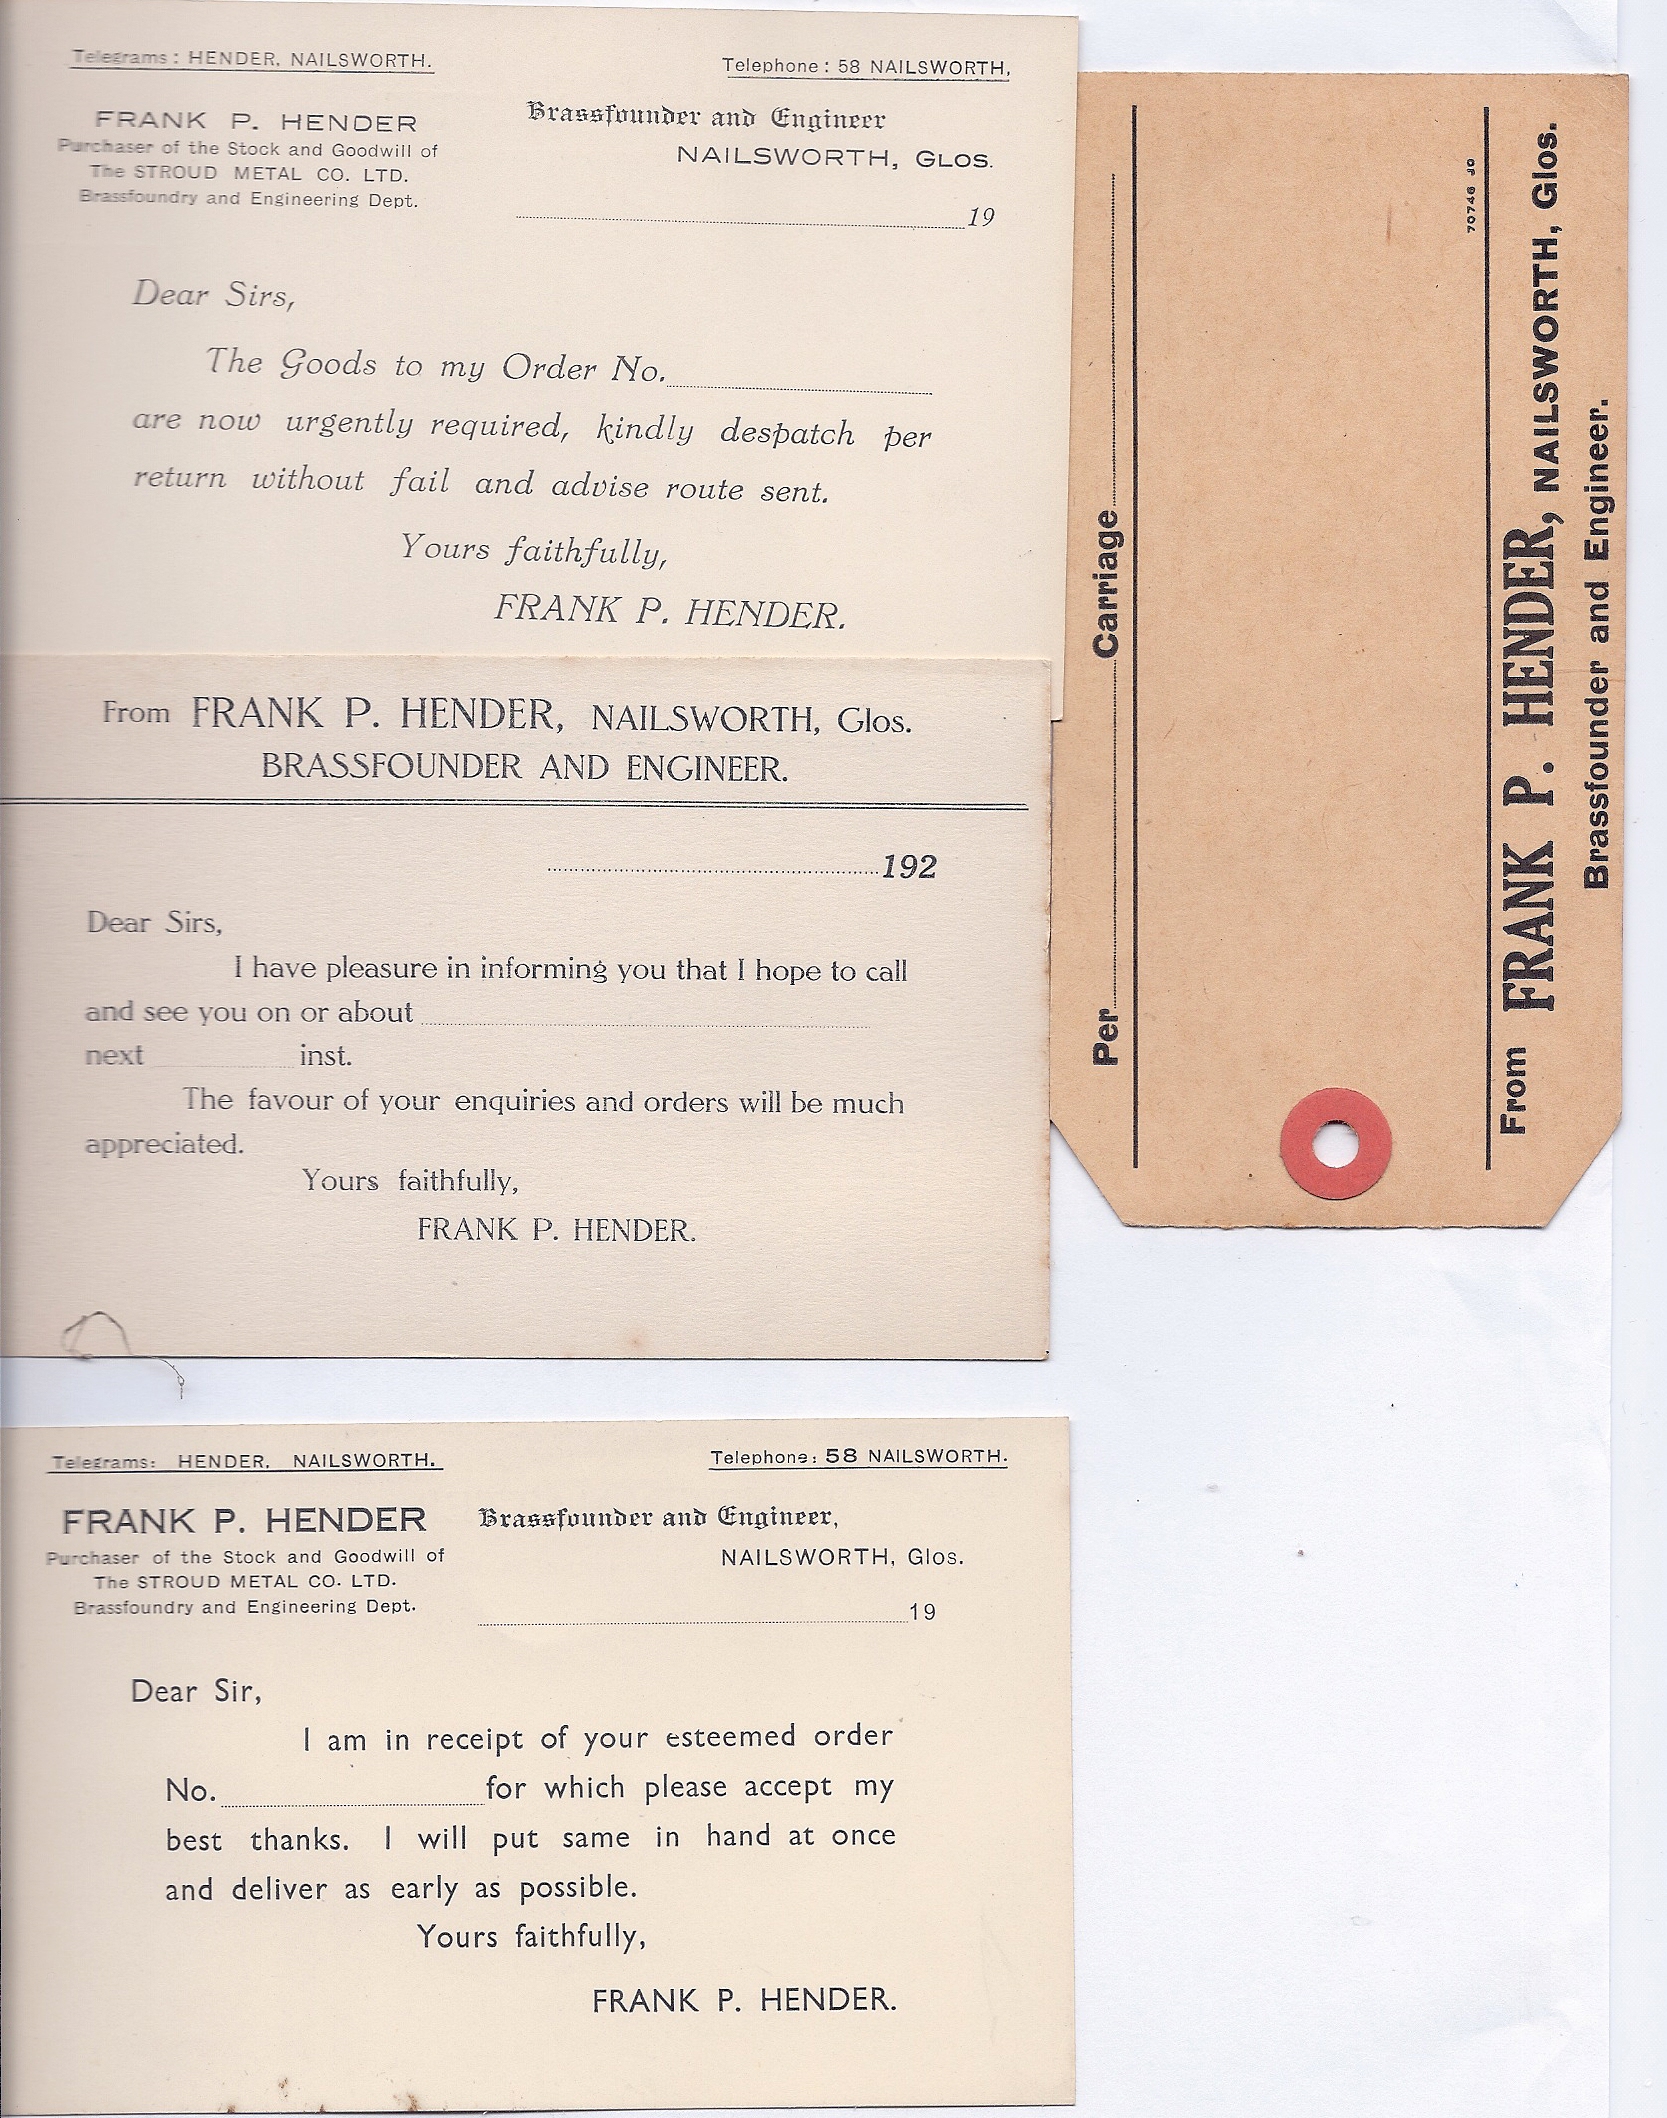 Telegrams: HENDER, NAILSWORTH.
Telephone: 58 NAILSWORTH,
FRANK P. HENDER
Purchaser of the Stock and Goodwill of
The STROUD METAL CO. LTD.
Brassfoundry and Engineering Dept.
Brassfounder and Engineer
NAILSWORTH, GLOS.
19
Dear Sirs,
The Goods to my Order No.
are now urgently required, kindly despatch per
return without fail and advise route sent.
Yours faithfully,
FRANK P. HENDER.
From FRANK P. HENDER, NAILSWORTH, Glos.
BRASSFOUNDER AND ENGINEER.
192
Dear Sirs,
I have pleasure in informing you that I hope to call
and see you on or about
next inst.
The favour of your enquiries and orders will be much
appreciated.
Yours faithfully,
FRANK P. HENDER.
Telegrams: HENDER, NAILSWORTH.
Telephone: 58 NAILSWORTH.
FRANK P. HENDER
Purchaser of the Stock and Goodwill of
The STROUD METAL CO. LTD.
Brassfoundry and Engineering Dept.
Brassfounder and Engineer,
NAILSWORTH, Glos.
19
Dear Sir,
I am in receipt of your esteemed order
No. for which please accept my
best thanks. I will put same in hand at once
and deliver as early as possible.
Yours faithfully,
FRANK P. HENDER.
Per Carriage
70746 JO
From FRANK P. HENDER, NAILSWORTH, Glos.
Brassfounder and Engineer.